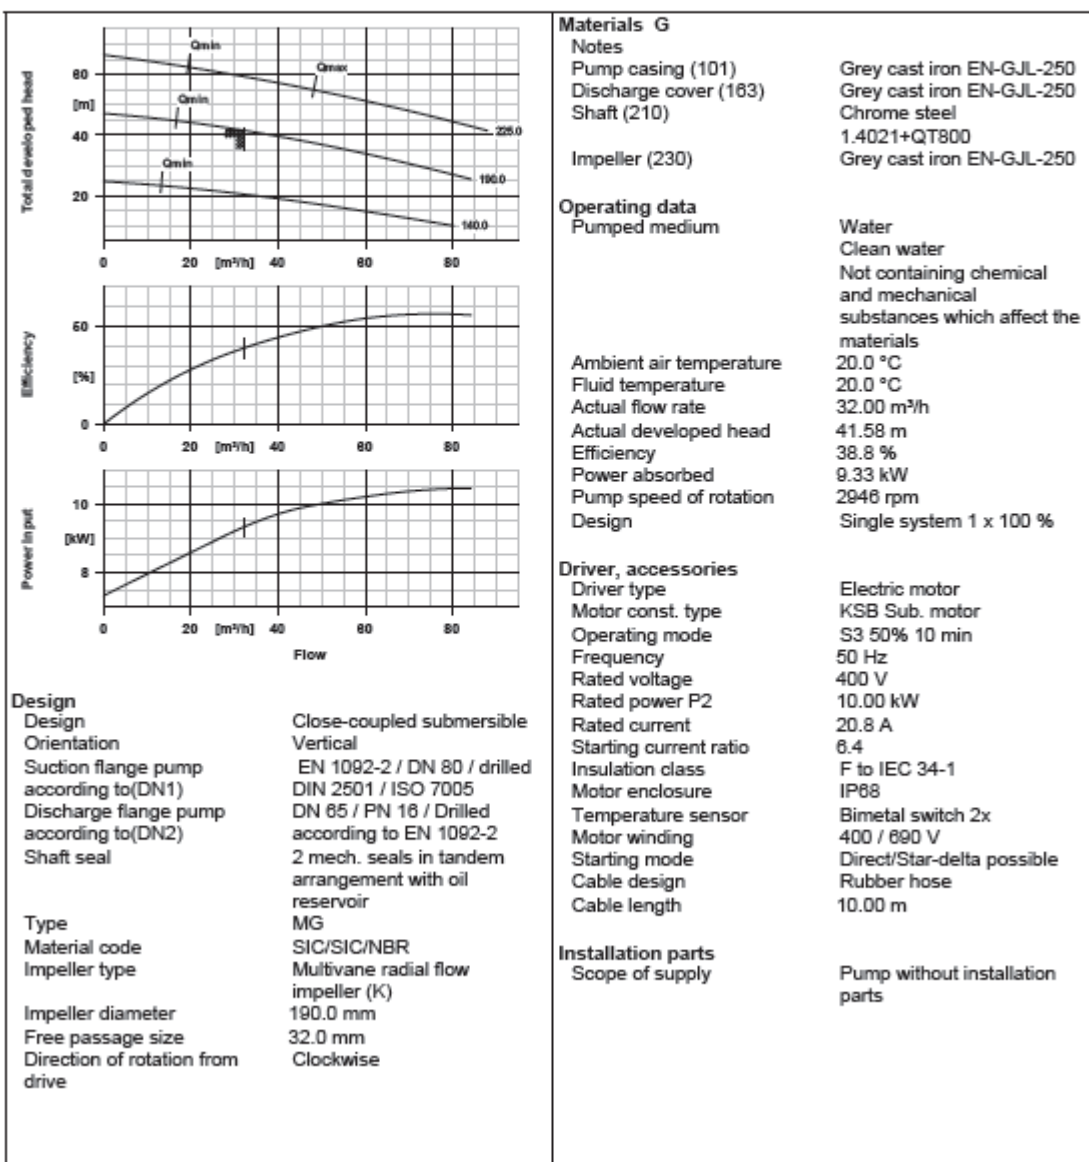 Total developed head
[m]
60
40
20
Qmin
Qmax
Qmin
Qmin
225.0
190.0
140.0
0 20 [m³/h] 40 60 80
Efficiency
60
[%]
0
0 20 [m³/h] 40 60 80
Power Input
10
[kW]
8
0 20 [m³/h] 40 60 80
Flow
Design
Design Close-coupled submersible
Orientation Vertical
Suction flange pump EN 1092-2 / DN 80 / drilled
according to(DN1) DIN 2501 / ISO 7005
Discharge flange pump DN 65 / PN 16 / Drilled
according to(DN2) according to EN 1092-2
Shaft seal 2 mech. seals in tandem
arrangement with oil
reservoir
Type MG
Material code SIC/SIC/NBR
Impeller type Multivane radial flow
impeller (K)
Impeller diameter 190.0 mm
Free passage size 32.0 mm
Direction of rotation from Clockwise
drive
Materials G
Notes
Pump casing (101) Grey cast iron EN-GJL-250
Discharge cover (163) Grey cast iron EN-GJL-250
Shaft (210) Chrome steel
1.4021+QT800
Impeller (230) Grey cast iron EN-GJL-250
Operating data
Pumped medium Water
Clean water
Not containing chemical
and mechanical
substances which affect the
materials
Ambient air temperature 20.0 °C
Fluid temperature 20.0 °C
Actual flow rate 32.00 m³/h
Actual developed head 41.58 m
Efficiency 38.8 %
Power absorbed 9.33 kW
Pump speed of rotation 2946 rpm
Design Single system 1 x 100 %
Driver, accessories
Driver type Electric motor
Motor const. type KSB Sub. motor
Operating mode S3 50% 10 min
Frequency 50 Hz
Rated voltage 400 V
Rated power P2 10.00 kW
Rated current 20.8 A
Starting current ratio 6.4
Insulation class F to IEC 34-1
Motor enclosure IP68
Temperature sensor Bimetal switch 2x
Motor winding 400 / 690 V
Starting mode Direct/Star-delta possible
Cable design Rubber hose
Cable length 10.00 m
Installation parts
Scope of supply Pump without installation
parts